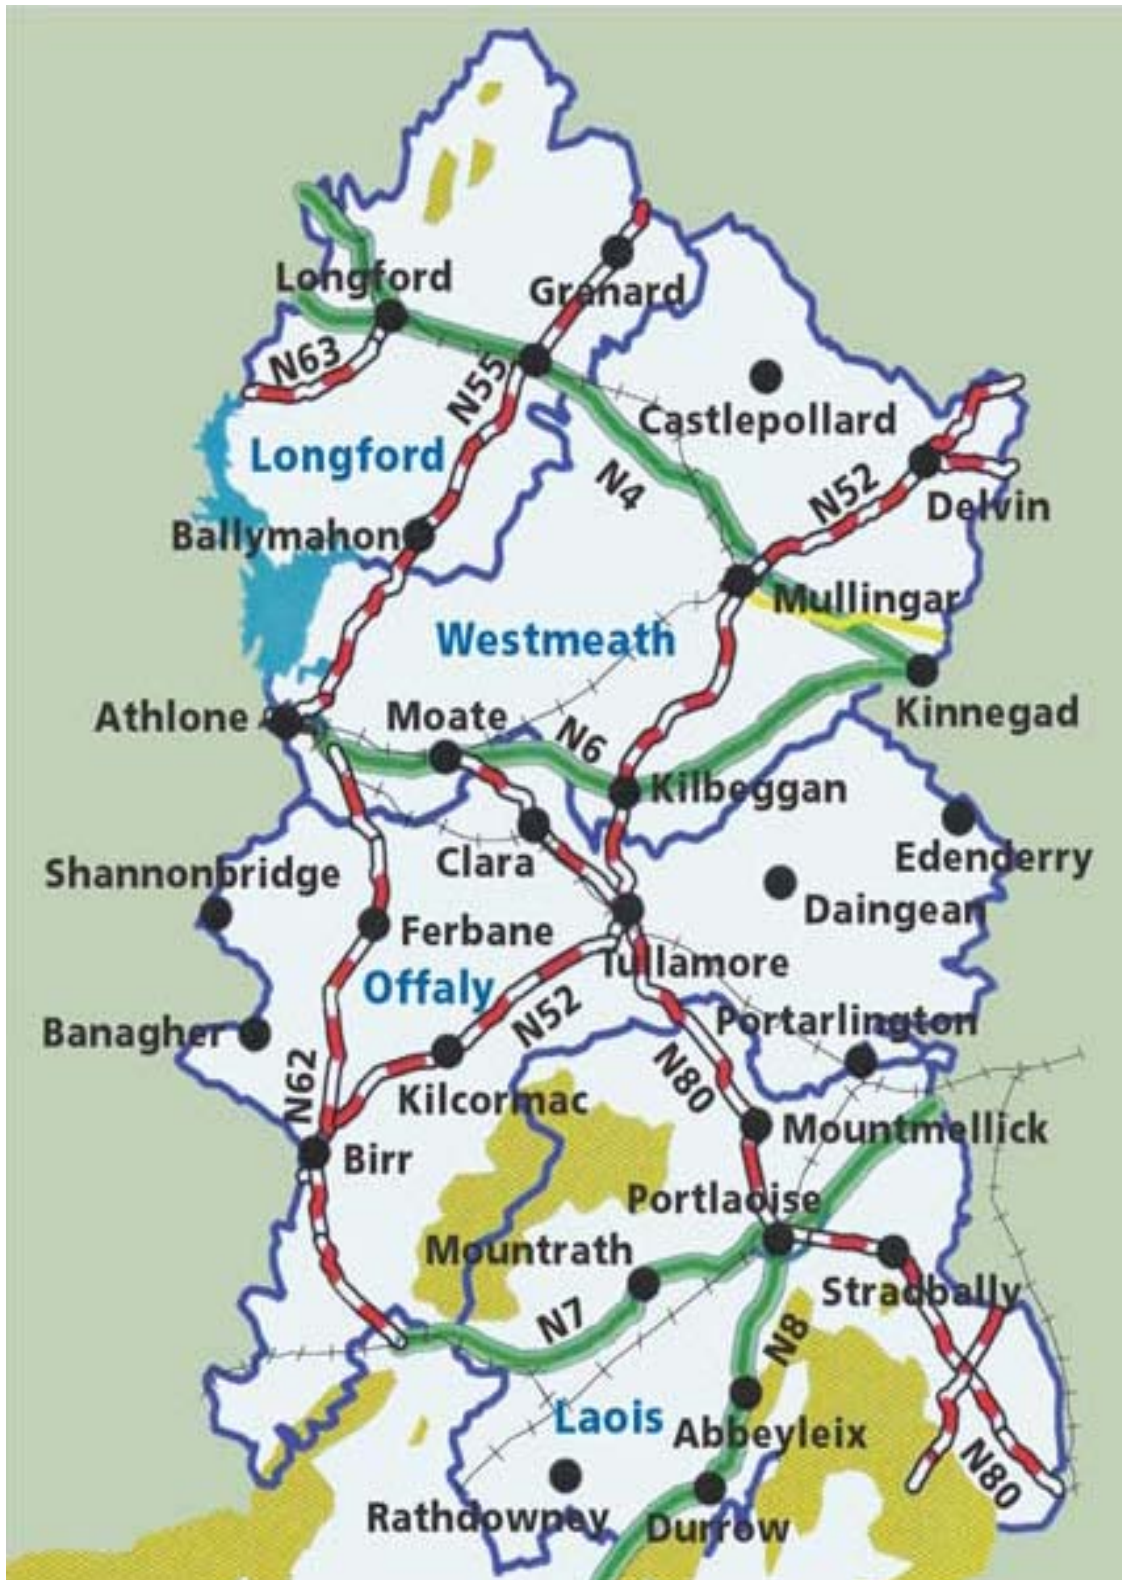 Longford
Granard
N63
N55
Castlepollard
Longford
N4
N52
Delvin
Ballymahon
Mullingar
Westmeath
Athlone
Moate
N6
Kinnegad
Kilbeggan
Clara
Edenderry
Shannonbridge
Daingean
Ferbane
Tullamore
Offaly
N52
Portarlington
Banagher
N62
N80
Kilcormac
Mountmellick
Birr
Portlaoise
Mountrath
Stradbally
N7
N8
Laois
Abbeyleix
N80
Rathdowney
Durrow